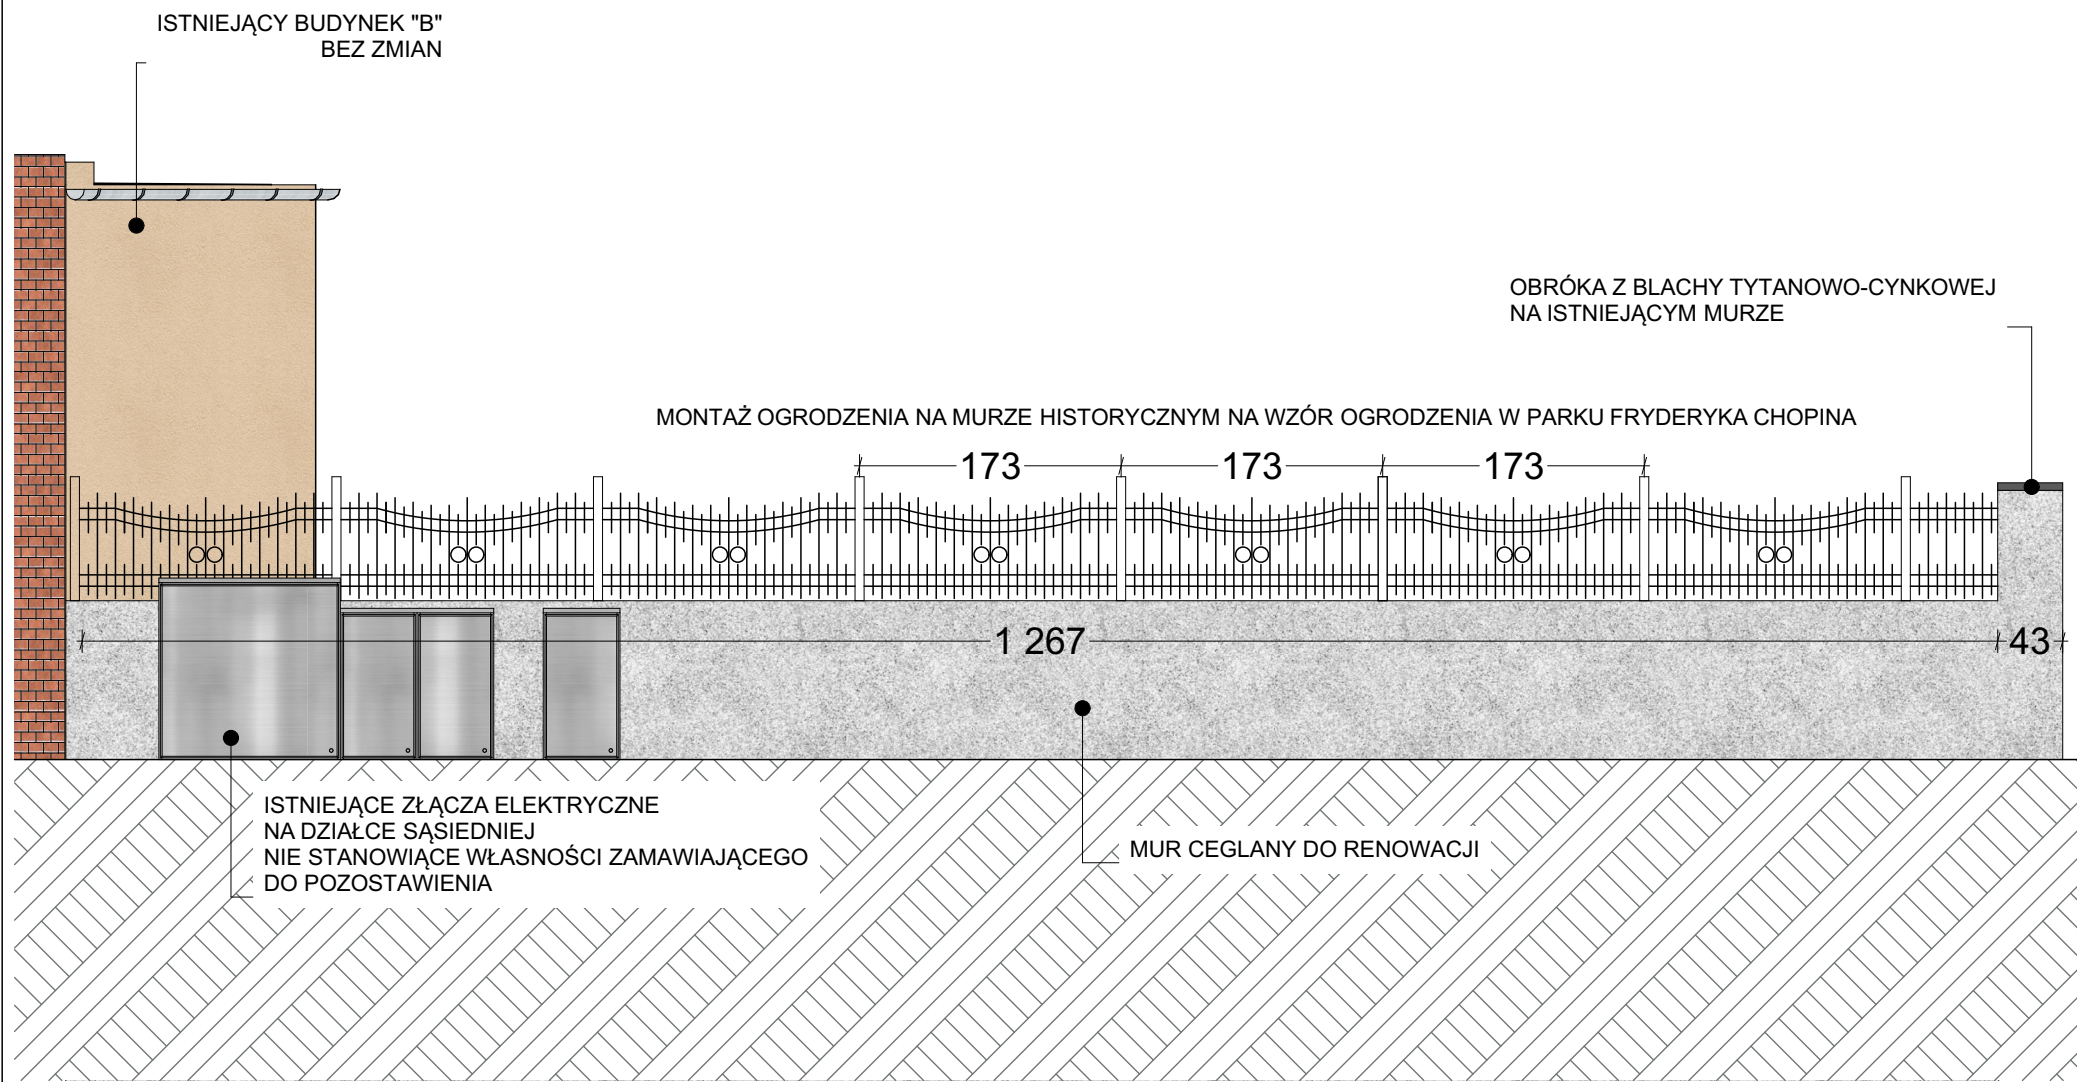 ISTNIEJĄCY BUDYNEK "B"
BEZ ZMIAN
OBRÓKA Z BLACHY TYTANOWO-CYNKOWEJ
NA ISTNIEJĄCYM MURZE
MONTAŻ OGRODZENIA NA MURZE HISTORYCZNYM NA WZÓR OGRODZENIA W PARKU FRYDERYKA CHOPINA
173 173 173
1 267 43
ISTNIEJĄCE ZŁĄCZA ELEKTRYCZNE
NA DZIAŁCE SĄSIEDNIEJ
NIE STANOWIĄCE WŁASNOŚCI ZAMAWIAJĄCEGO
DO POZOSTAWIENIA
MUR CEGLANY DO RENOWACJI